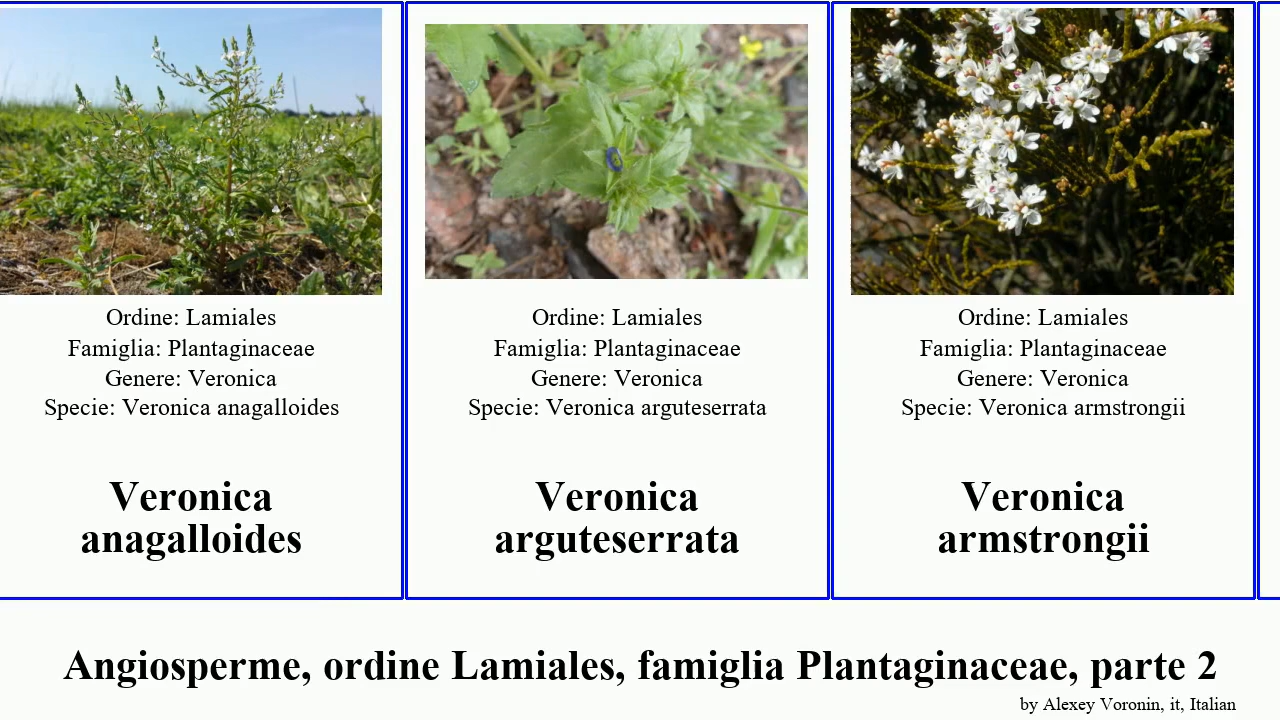 Ordine: Lamiales
Famiglia: Plantaginaceae
Genere: Veronica
Specie: Veronica anagalloides
Veronica
anagalloides
Ordine: Lamiales
Famiglia: Plantaginaceae
Genere: Veronica
Specie: Veronica arguteserrata
Veronica
arguteserrata
Ordine: Lamiales
Famiglia: Plantaginaceae
Genere: Veronica
Specie: Veronica armstrongii
Veronica
armstrongii
Angiosperme, ordine Lamiales, famiglia Plantaginaceae, parte 2
by Alexey Voronin, it, Italian